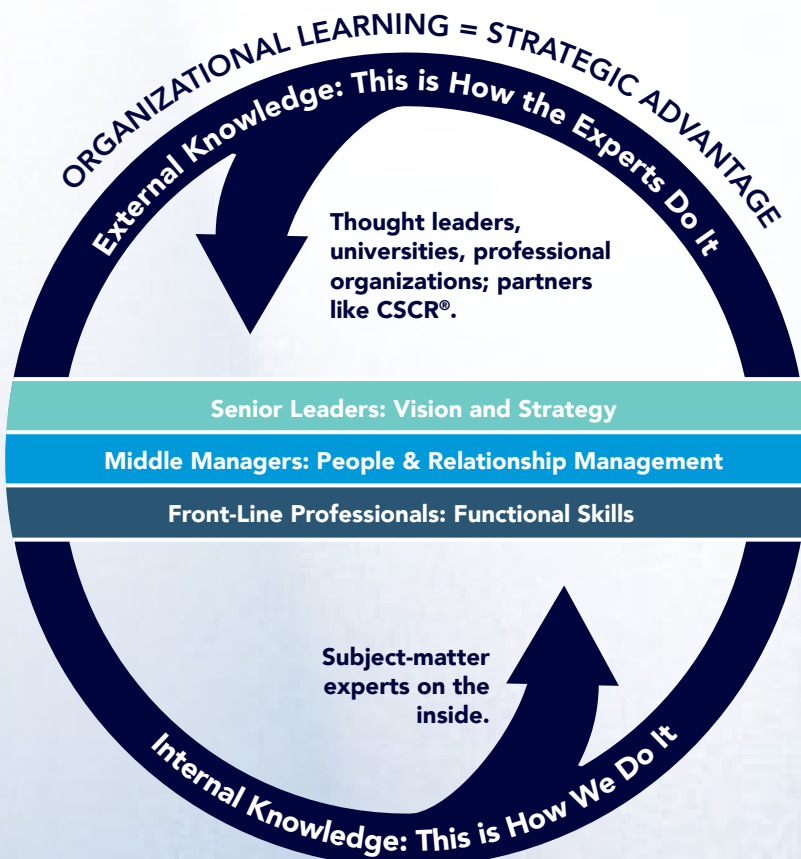 ORGANIZATIONAL LEARNING = STRATEGIC ADVANTAGE
External Knowledge: This is How the Experts Do It
Thought leaders,
universities, professional
organizations; partners
like CSCR®.
Senior Leaders: Vision and Strategy
Middle Managers: People & Relationship Management
Front-Line Professionals: Functional Skills
Subject-matter
experts on the
inside.
Internal Knowledge: This is How We Do It